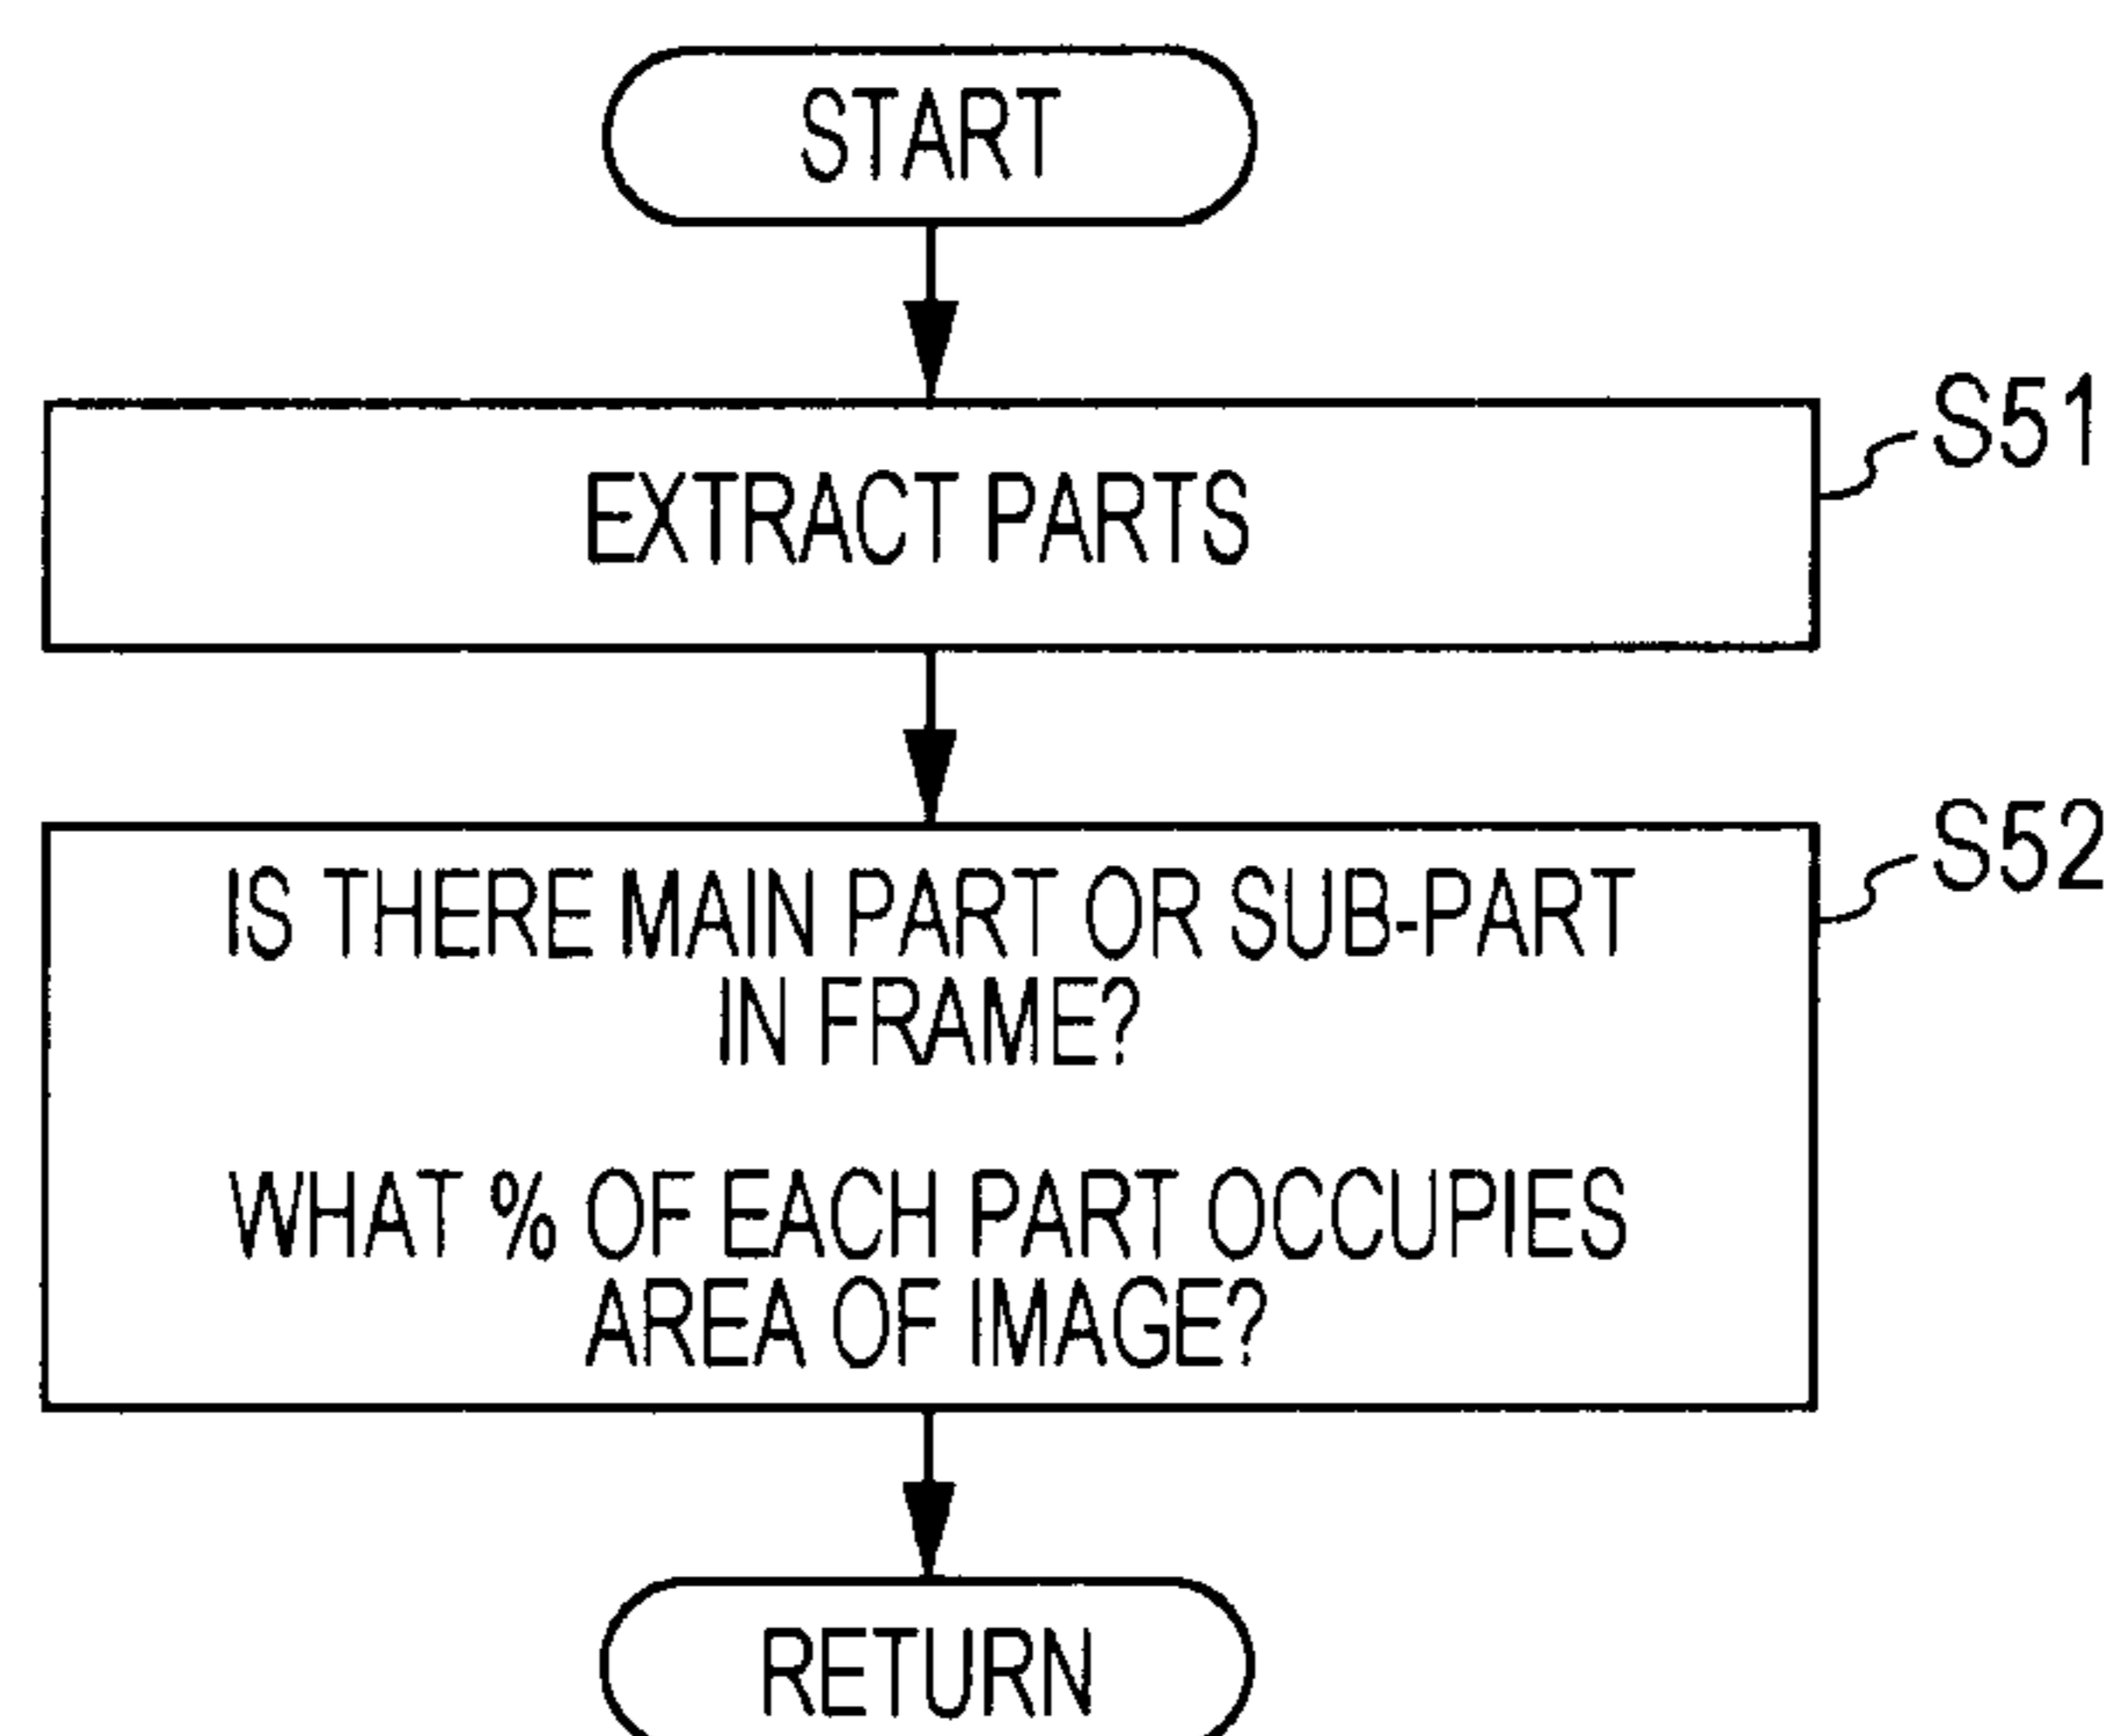 START
S51
EXTRACT PARTS
S52
IS THERE MAIN PART OR SUB-PART
IN FRAME?
WHAT % OF EACH PART OCCUPIES
AREA OF IMAGE?
RETURN